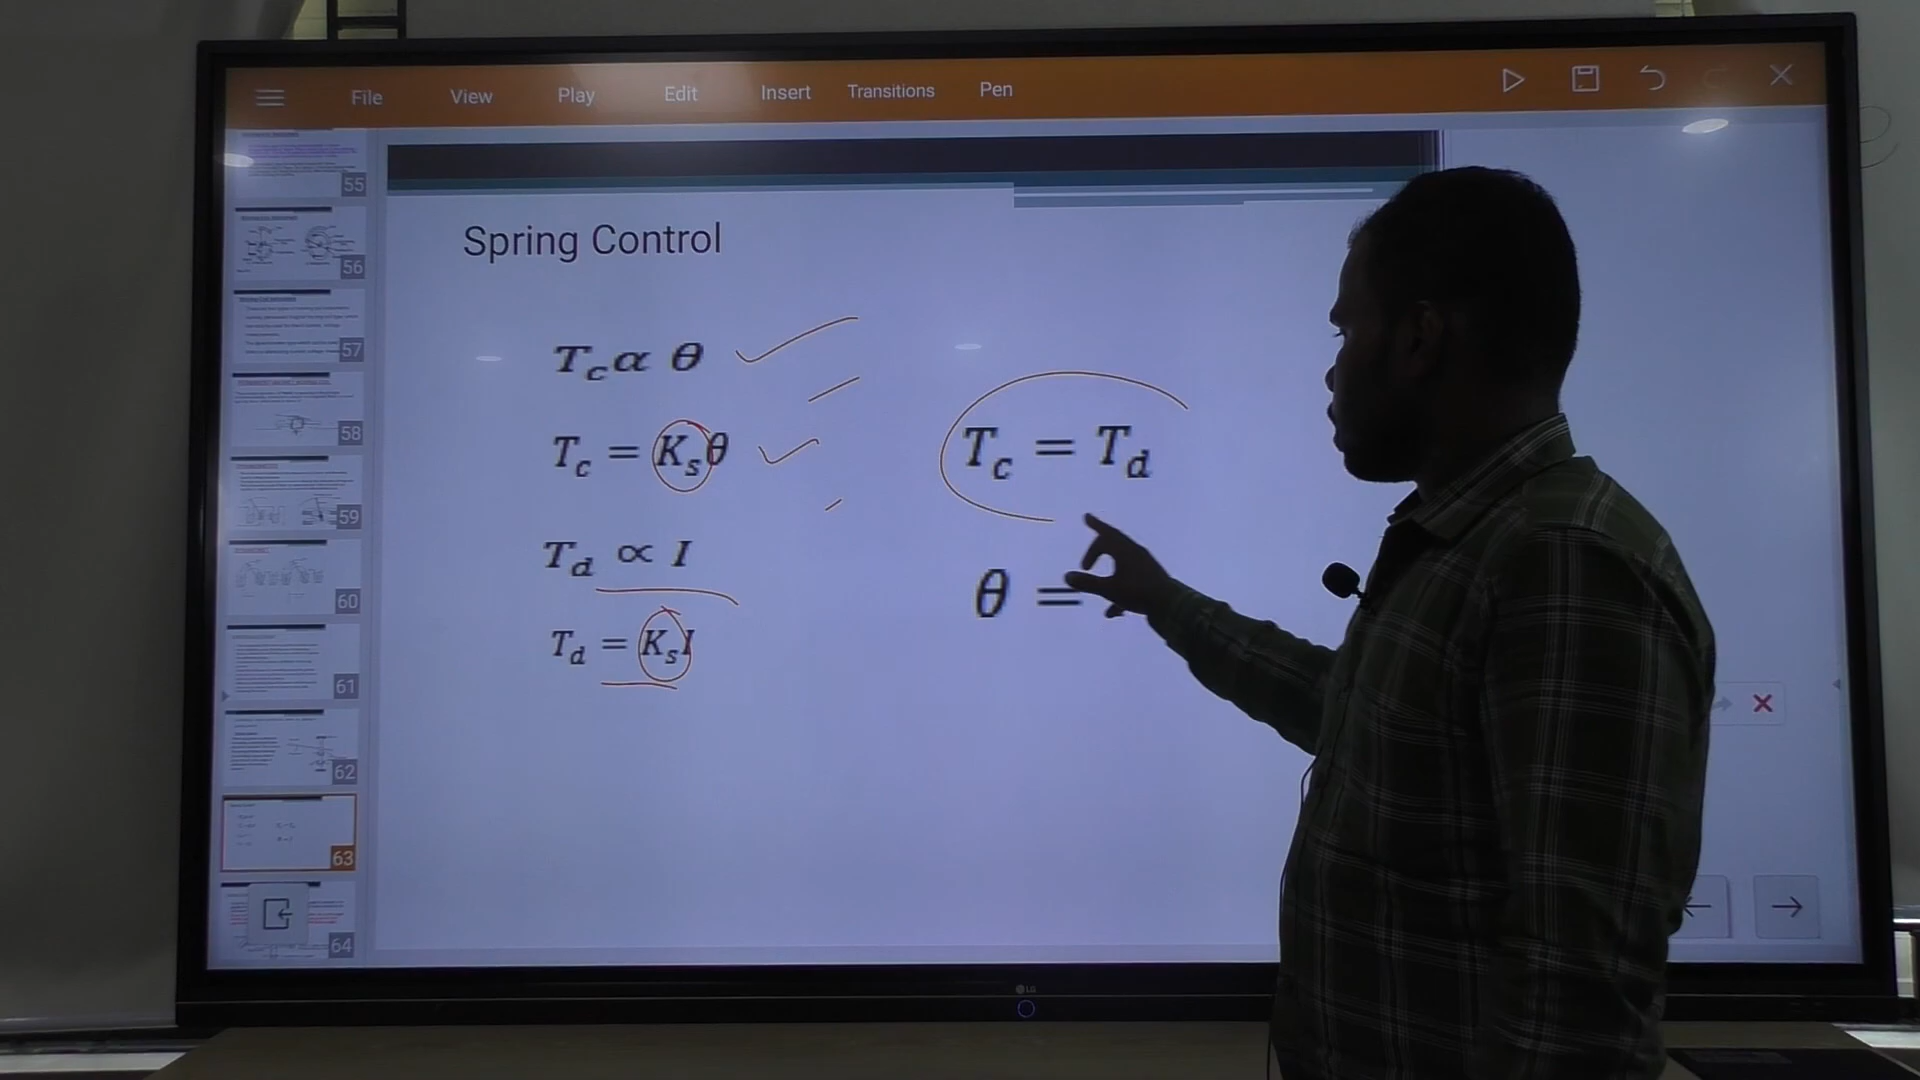 File View Play Edit Insert Transitions Pen
Spring Control
T_c α θ
T_c = K_s θ
T_d ∝ I
T_d = K_s I
T_c = T_d
θ =
55
56
57
58
59
60
61
62
63
64
LG